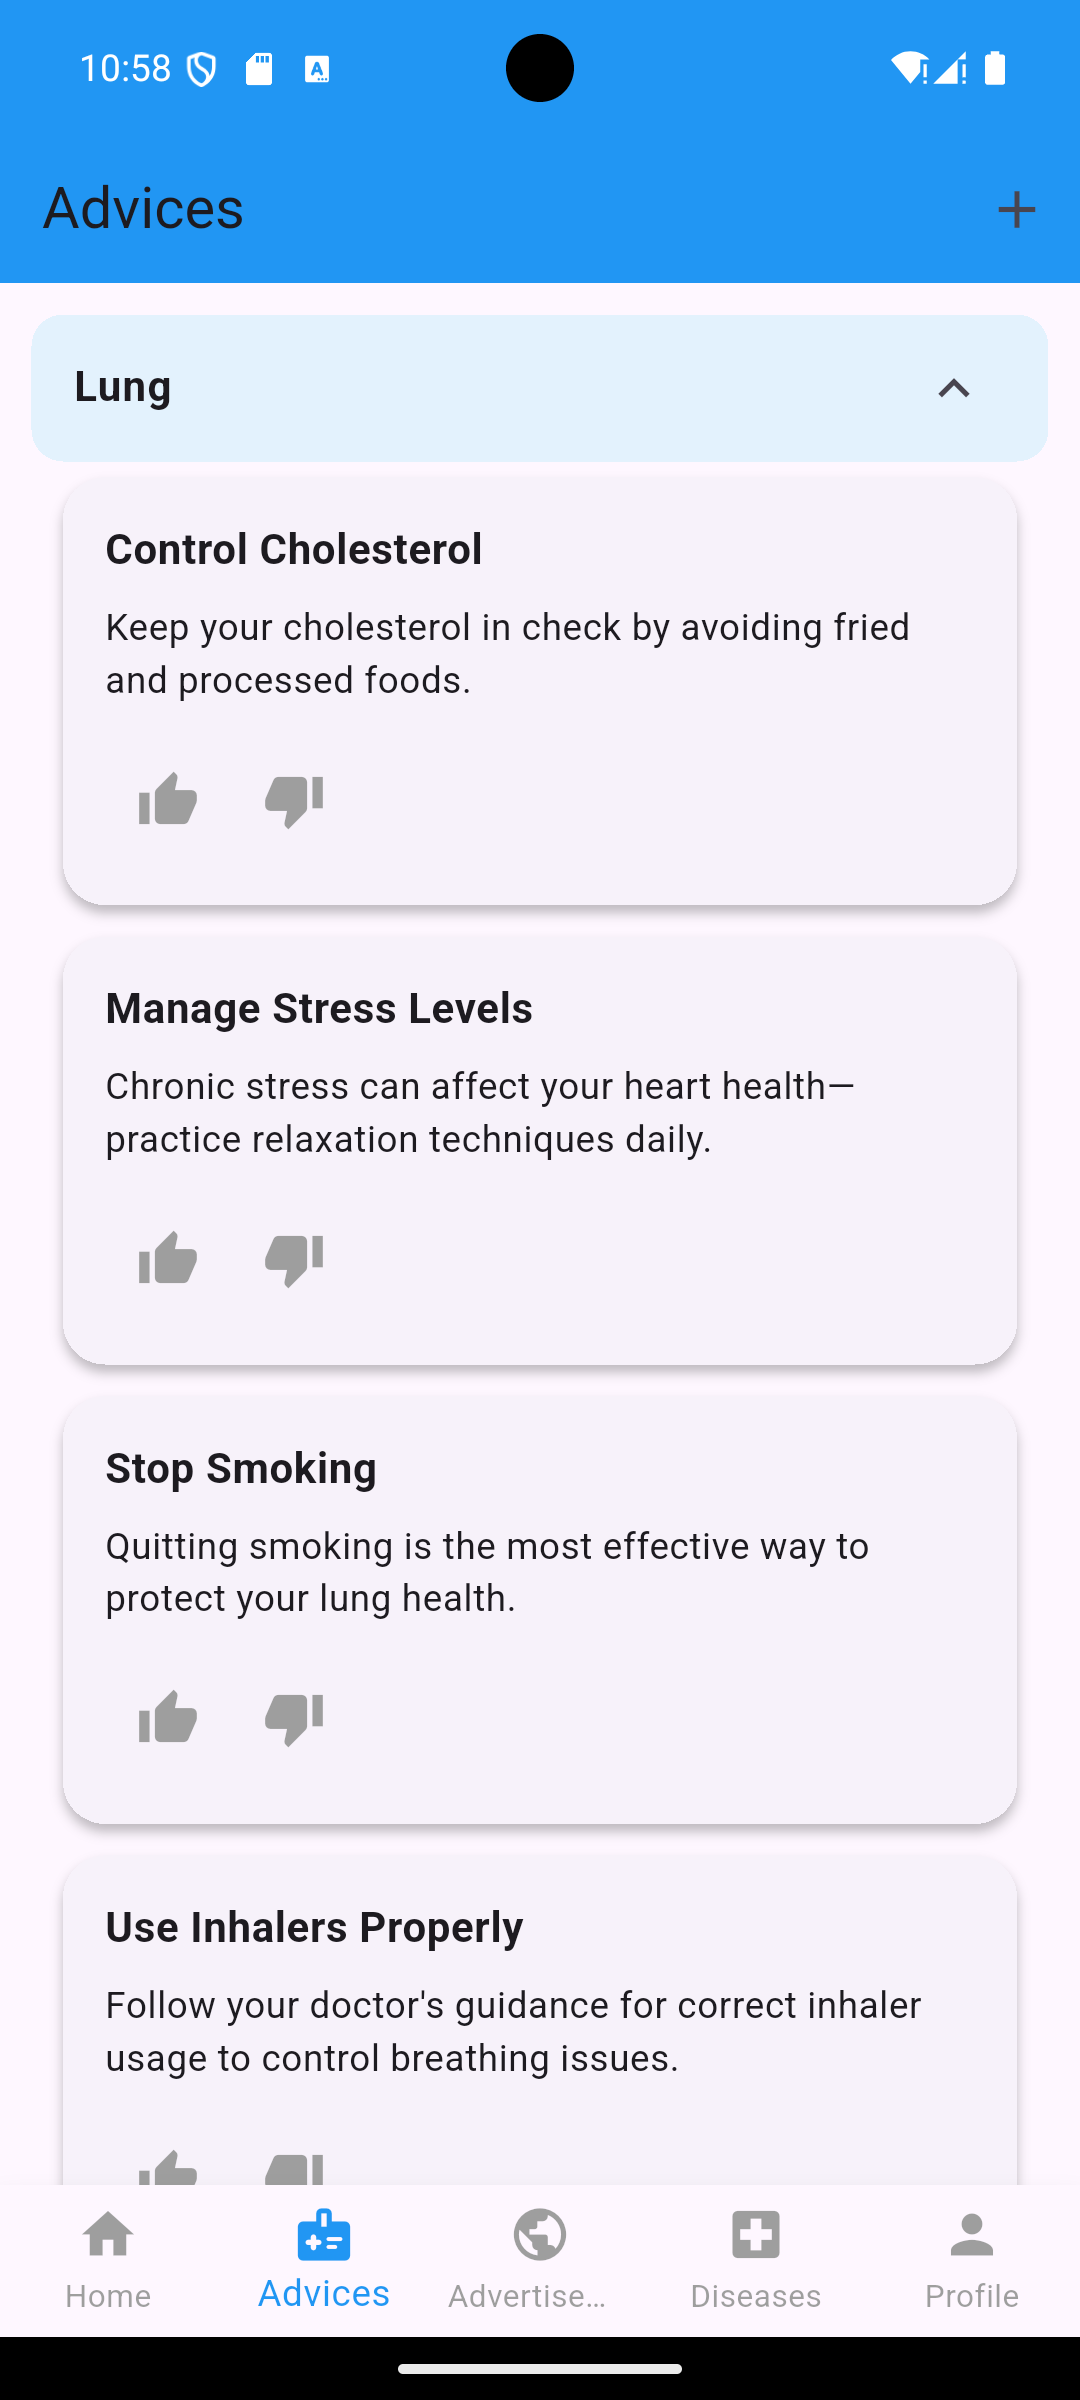 10:58
Advices
Lung
Control Cholesterol
Keep your cholesterol in check by avoiding fried
and processed foods.
Manage Stress Levels
Chronic stress can affect your heart health—
practice relaxation techniques daily.
Stop Smoking
Quitting smoking is the most effective way to
protect your lung health.
Use Inhalers Properly
Follow your doctor's guidance for correct inhaler
usage to control breathing issues.
Home
Advices
Advertise…
Diseases
Profile